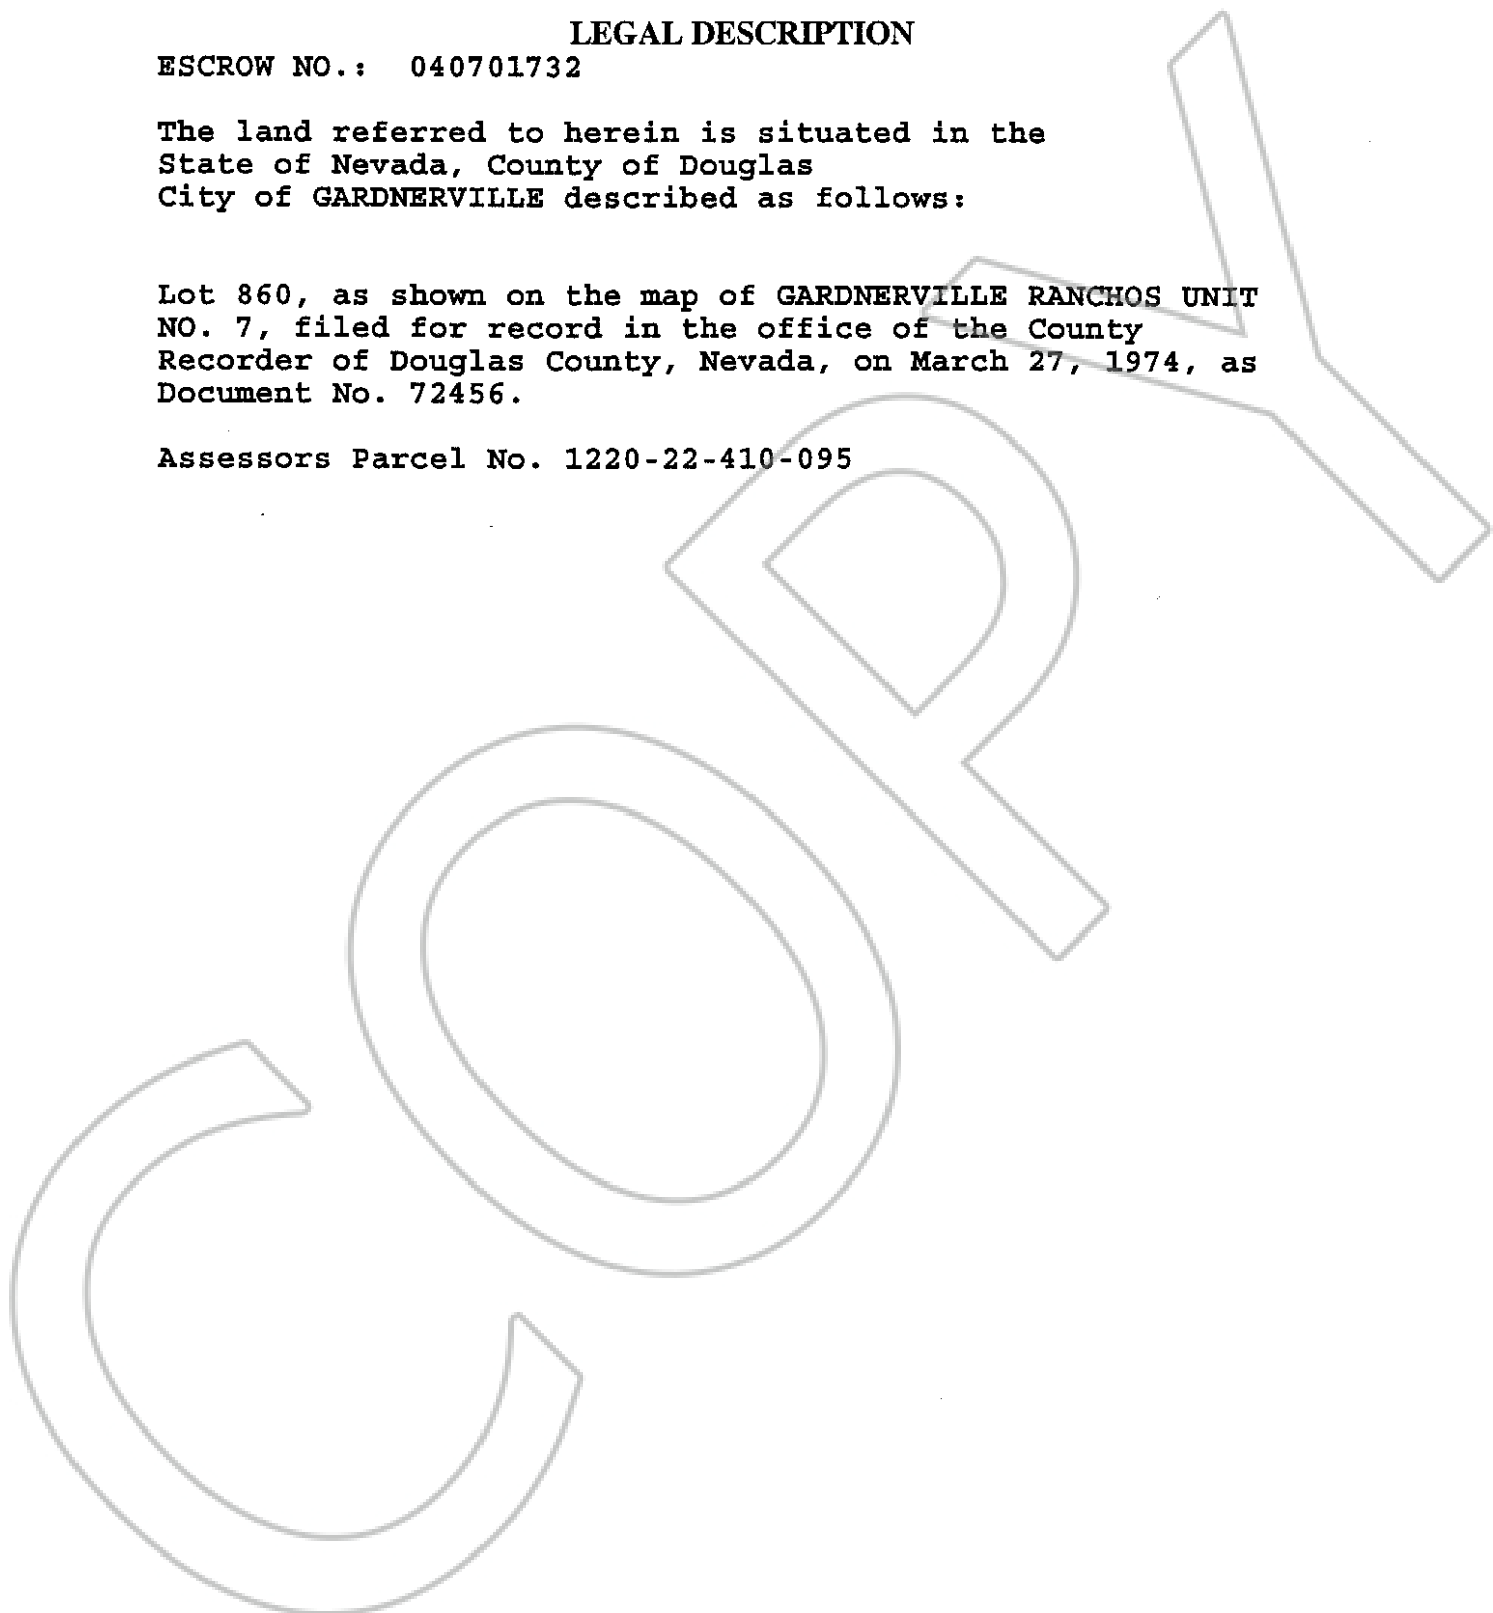 LEGAL DESCRIPTION
ESCROW NO.: 040701732
The land referred to herein is situated in the
State of Nevada, County of Douglas
City of GARDNERVILLE described as follows:
Lot 860, as shown on the map of GARDNERVILLE RANCHOS UNIT
NO. 7, filed for record in the office of the County
Recorder of Douglas County, Nevada, on March 27, 1974, as
Document No. 72456.
Assessors Parcel No. 1220-22-410-095
COPY